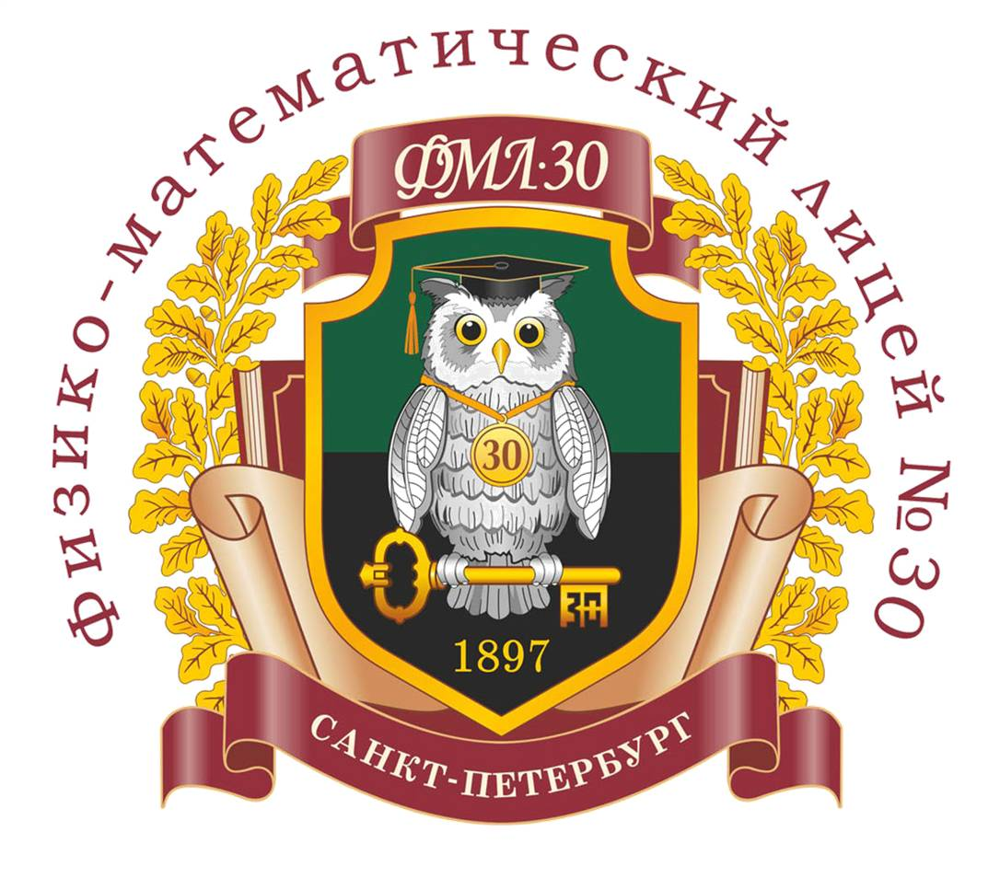 физико-математический лицей №30
ФМЛ·30
30
1897
САНКТ-ПЕТЕРБУРГ